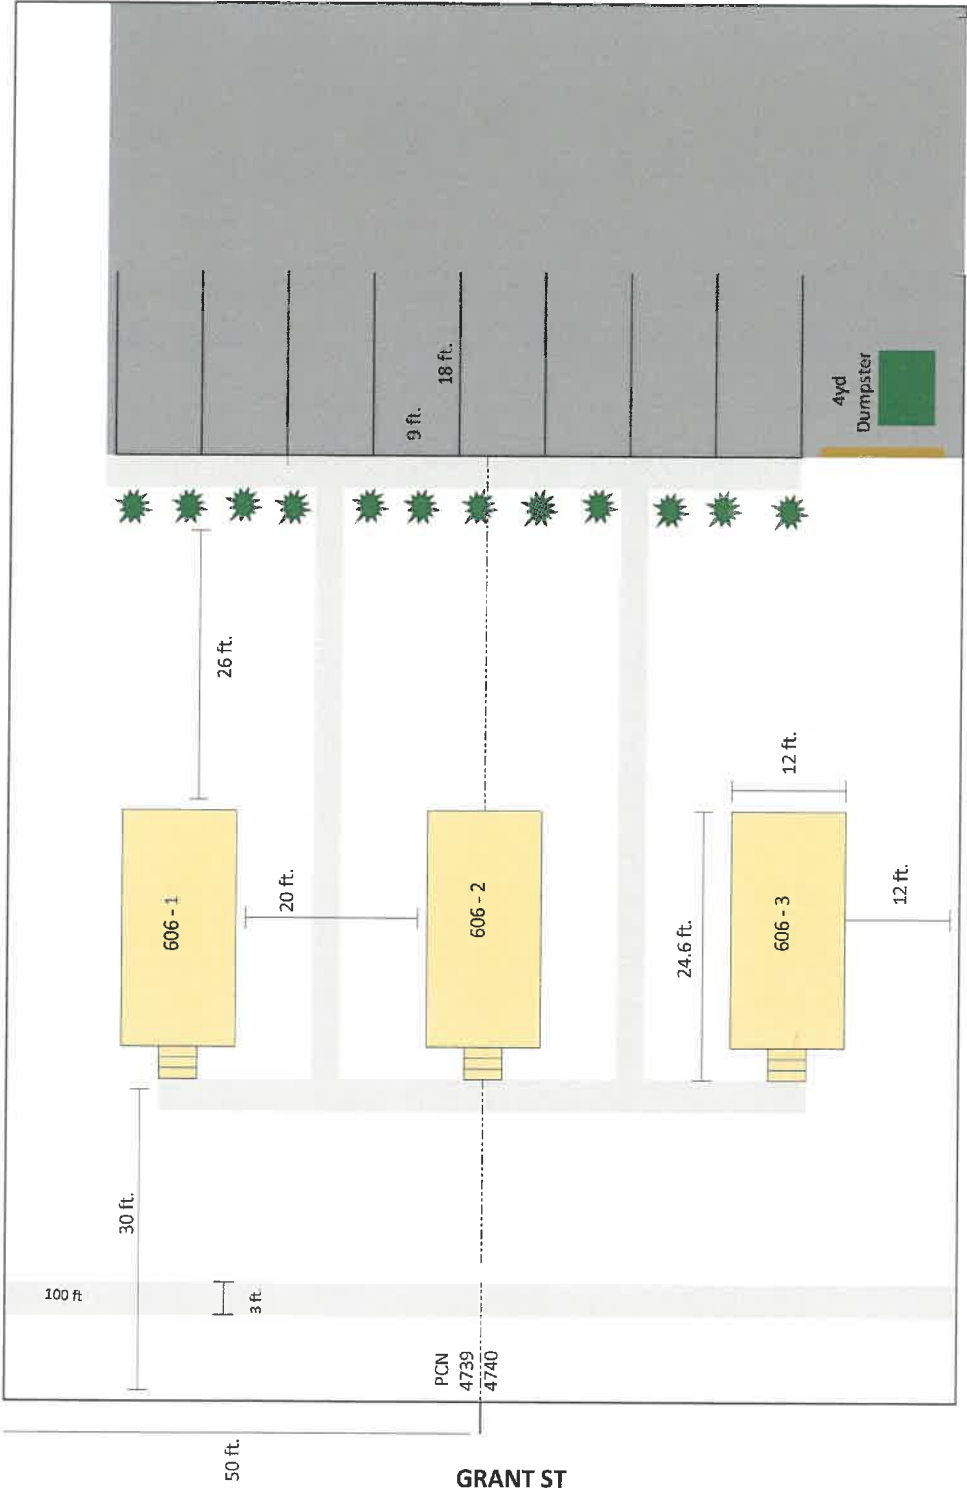 18 ft.
9 ft.
4yd
Dumpster
26 ft.
12 ft.
606 - 1
20 ft.
606 - 2
24.6 ft.
606 - 3
12 ft.
30 ft.
100 ft
3 ft.
PCN
4739
4740
50 ft.
GRANT ST